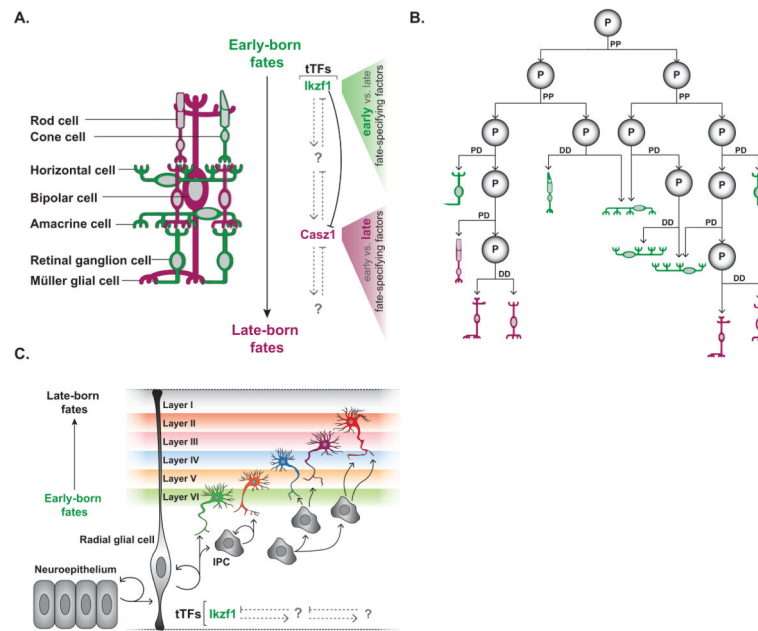 A.
Early-born
fates
tTFs
Ikzf1
?
Casz1
?
Late-born
fates
early vs. late
fate-specifying factors
early vs. late
fate-specifying factors
Rod cell
Cone cell
Horizontal cell
Bipolar cell
Amacrine cell
Retinal ganglion cell
Müller glial cell
B.
P
PP
P
P
PP
PP
P
P
P
P
PD
DD
PD
PD
P
P
P
PD
DD
PD
P
P
DD
DD
C.
Late-born
fates
Early-born
fates
Layer I
Layer II
Layer III
Layer IV
Layer V
Layer VI
Radial glial cell
IPC
Neuroepithelium
tTFs
Ikzf1
?
?